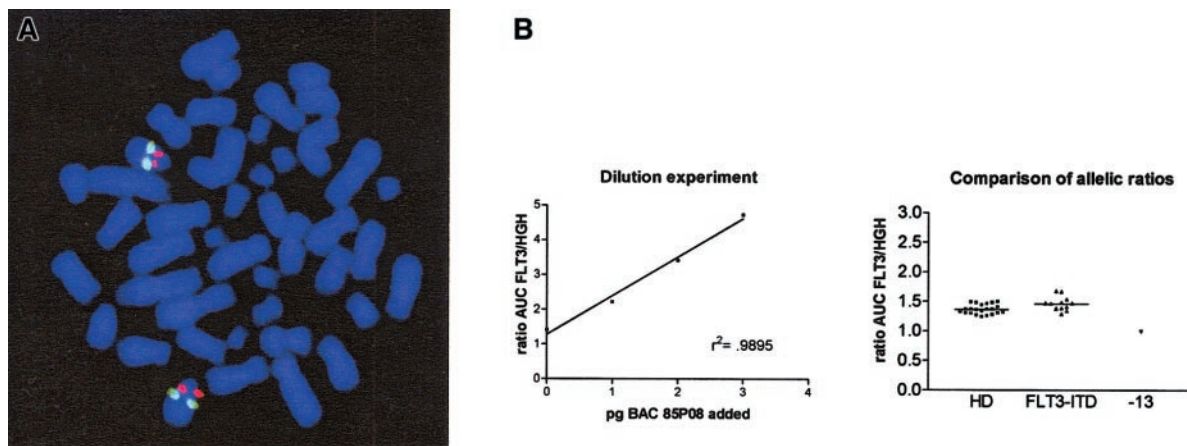 A
B
Dilution experiment
ratio AUC FLT3/HGH
5
4
3
2
1
0
0 1 2 3 4
r²= .9895
pg BAC 85P08 added
Comparison of allelic ratios
ratio AUC FLT3/HGH
3.0
2.5
2.0
1.5
1.0
0.5
0.0
HD FLT3-ITD -13